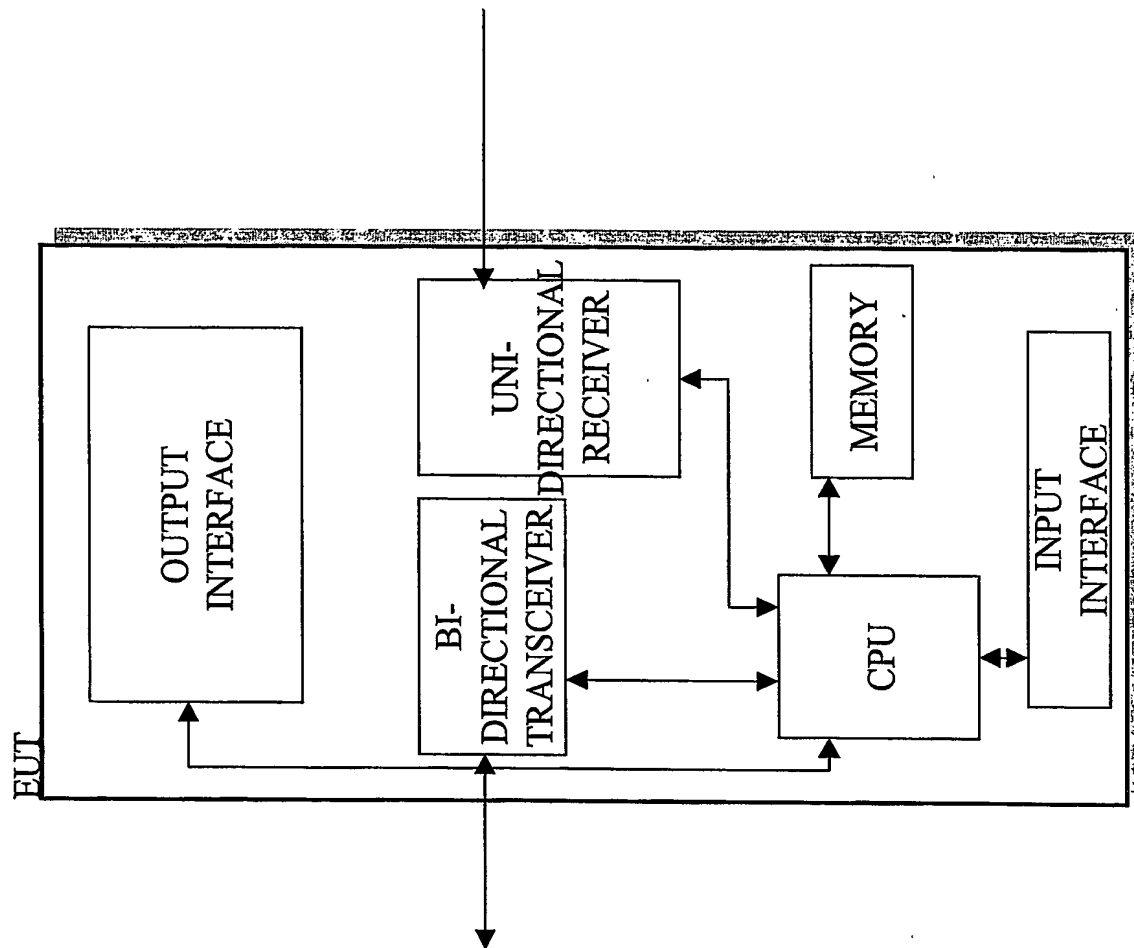 EUT
OUTPUT
INTERFACE
BI-
DIRECTIONAL
TRANSCEIVER
UNI-
DIRECTIONAL
RECEIVER
CPU
MEMORY
INPUT
INTERFACE